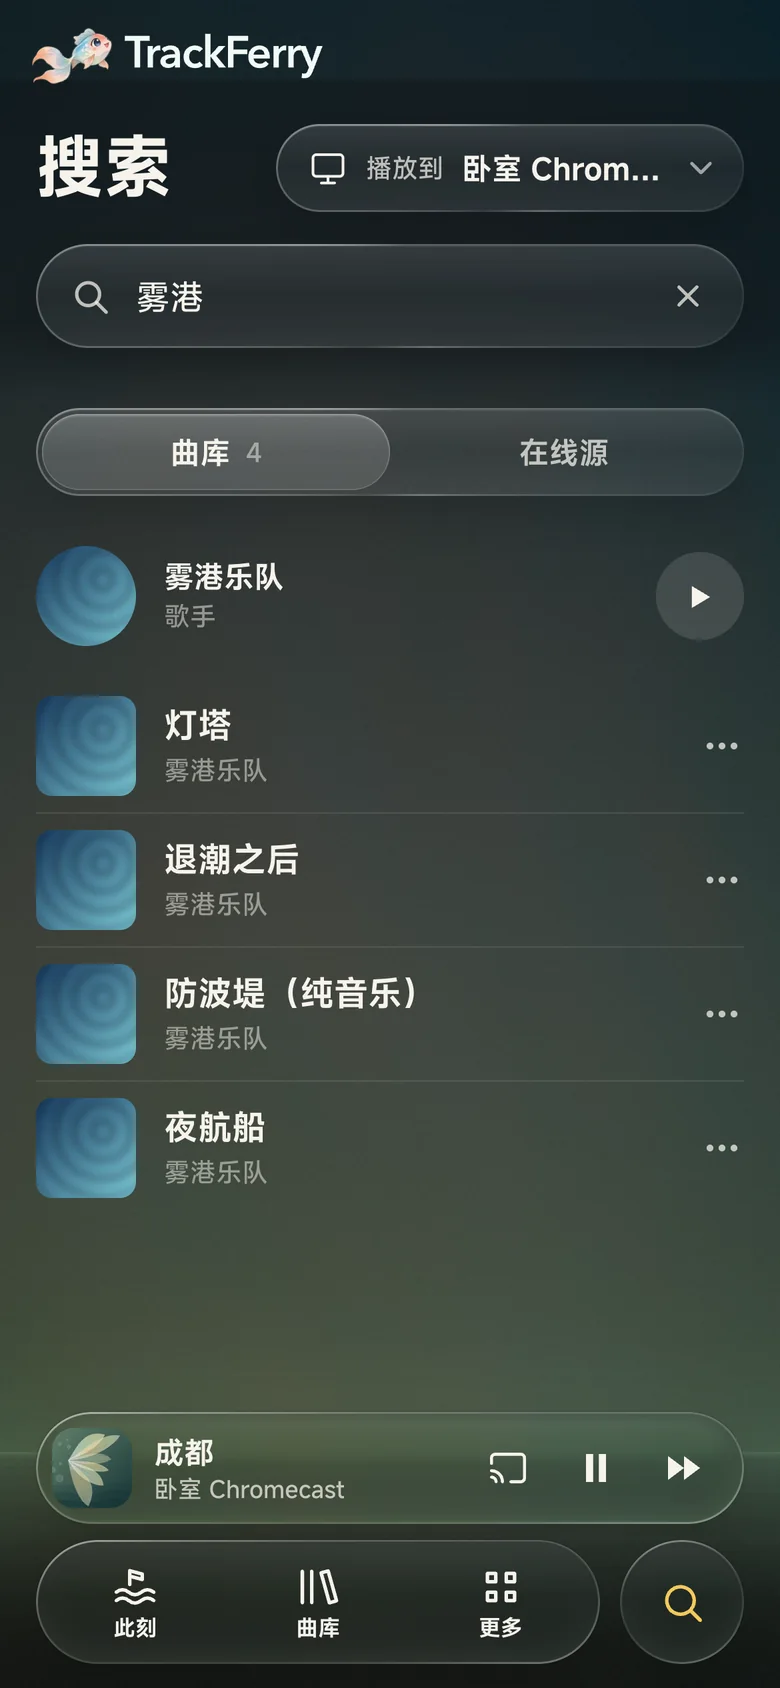 TrackFerry
搜索
播放到 卧室 Chrom...
雾港
曲库 4
在线源
雾港乐队
歌手
灯塔
雾港乐队
退潮之后
雾港乐队
防波堤（纯音乐）
雾港乐队
夜航船
雾港乐队
成都
卧室 Chromecast
此刻
曲库
更多